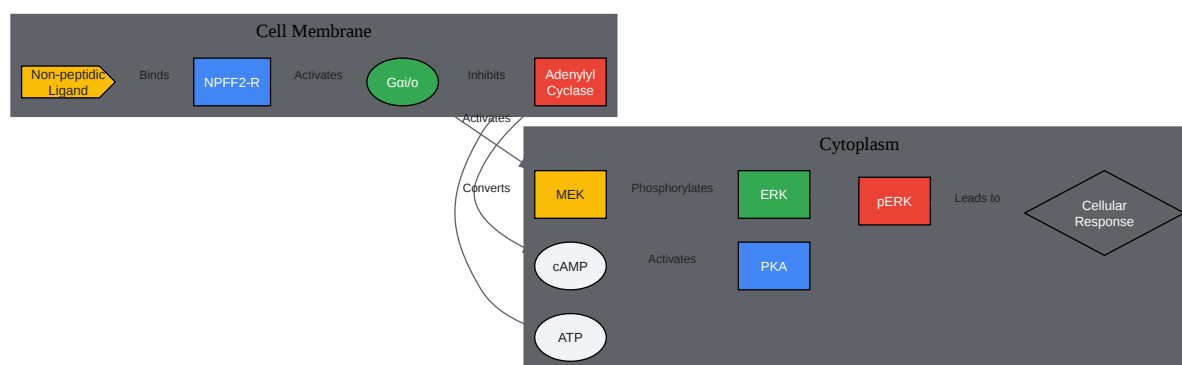 Cell Membrane
Non-peptidic
Ligand
Binds
NPFF2-R
Activates
Gαi/o
Inhibits
Adenylyl
Cyclase
Activates
Cytoplasm
Converts
MEK
Phosphorylates
ERK
pERK
Leads to
Cellular
Response
cAMP
Activates
PKA
ATP